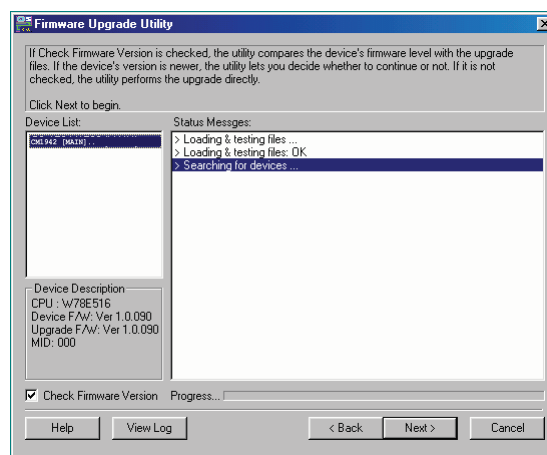 Firmware Upgrade Utility
If Check Firmware Version is checked, the utility compares the device's firmware level with the upgrade
files. If the device's version is newer, the utility lets you decide whether to continue or not. If it is not
checked, the utility performs the upgrade directly.
Click Next to begin.
Device List:
Status Messges:
CM1942 [MAIN]..
> Loading & testing files ...
> Loading & testing files: OK
> Searching for devices ...
Device Description
CPU : W78E516
Device F/W: Ver 1.0.090
Upgrade F/W: Ver 1.0.090
MID: 000
Check Firmware Version
Progress...
Help
View Log
< Back
Next >
Cancel